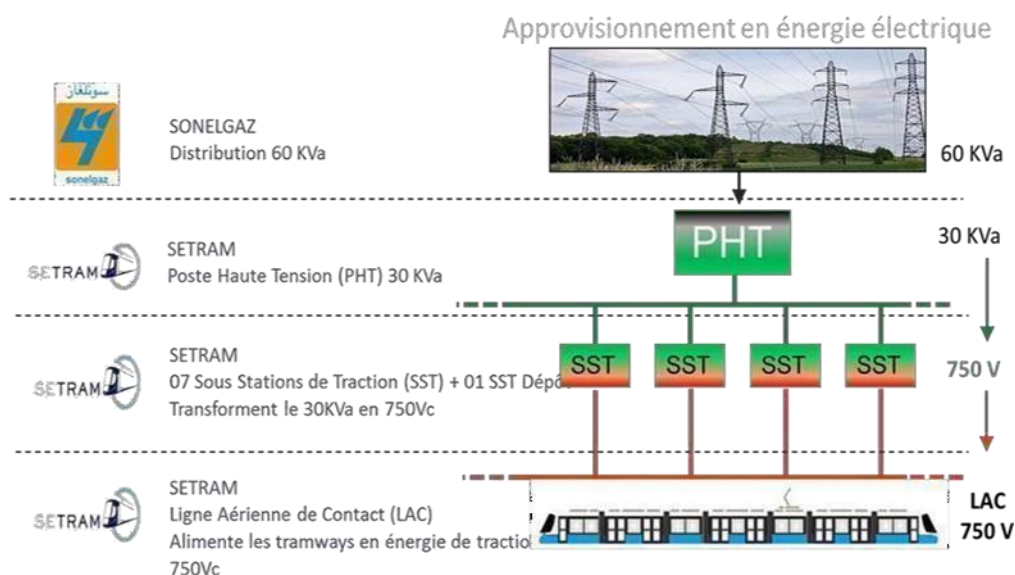 Approvisionnement en énergie électrique
سونلغاز
sonelgaz
SONELGAZ
Distribution 60 KVa
60 KVa
SETRAM
SETRAM
Poste Haute Tension (PHT) 30 KVa
PHT
30 KVa
SETRAM
SETRAM
07 Sous Stations de Traction (SST) + 01 SST Dépô
Transforment le 30KVa en 750Vc
SST
SST
SST
SST
750 V
SETRAM
SETRAM
Ligne Aérienne de Contact (LAC)
Alimente les tramways en énergie de tractio
750Vc
LAC
750 V